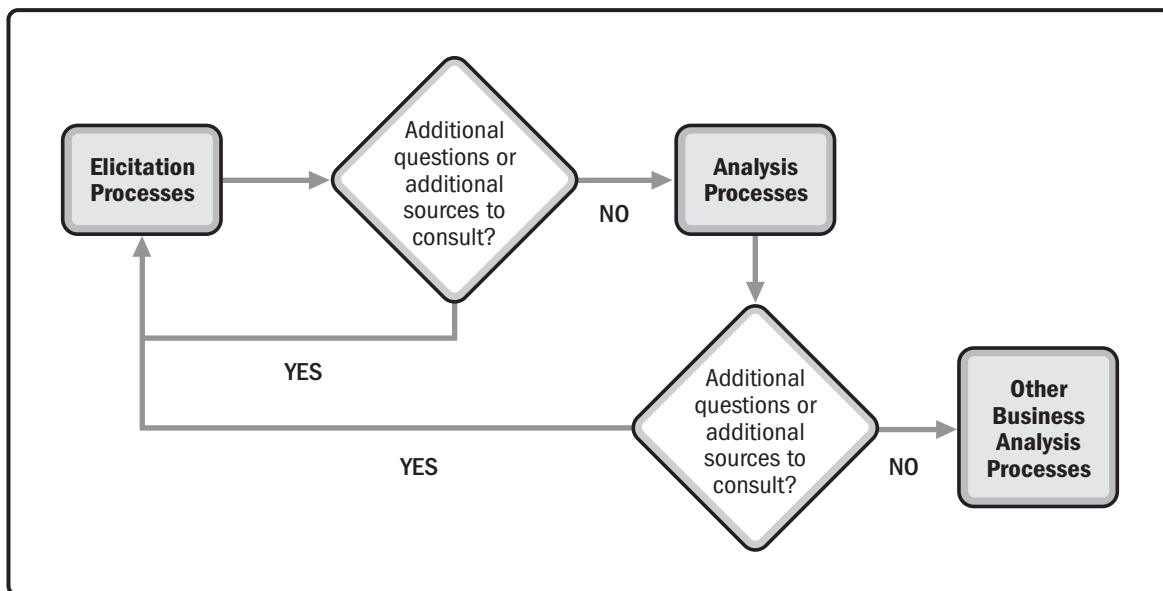 Elicitation
Processes
Additional
questions or
additional
sources to
consult?
NO
Analysis
Processes
YES
Additional
questions or
additional
sources to
consult?
YES
NO
Other
Business
Analysis
Processes